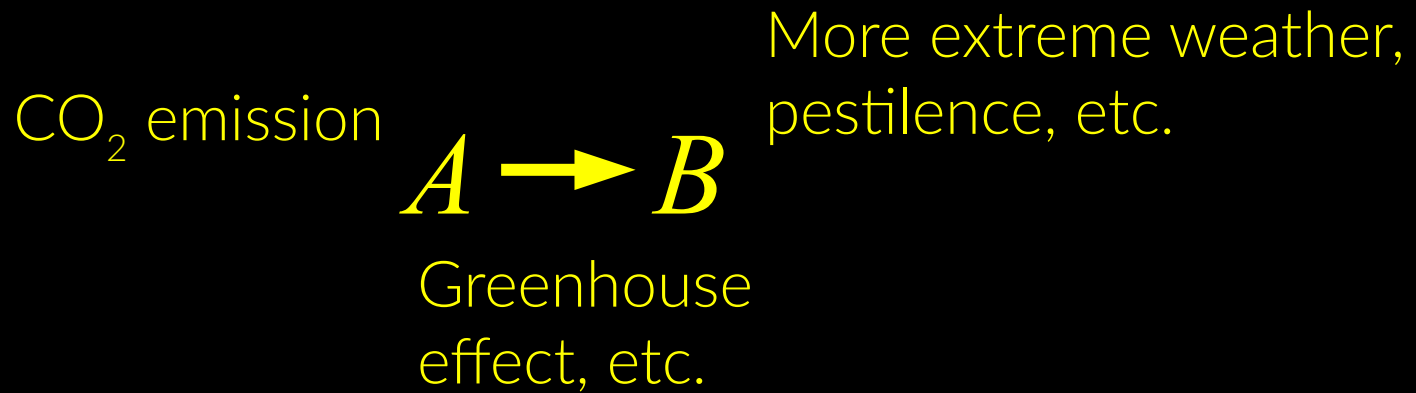 CO₂ emission
A → B
More extreme weather,
pestilence, etc.
Greenhouse
effect, etc.